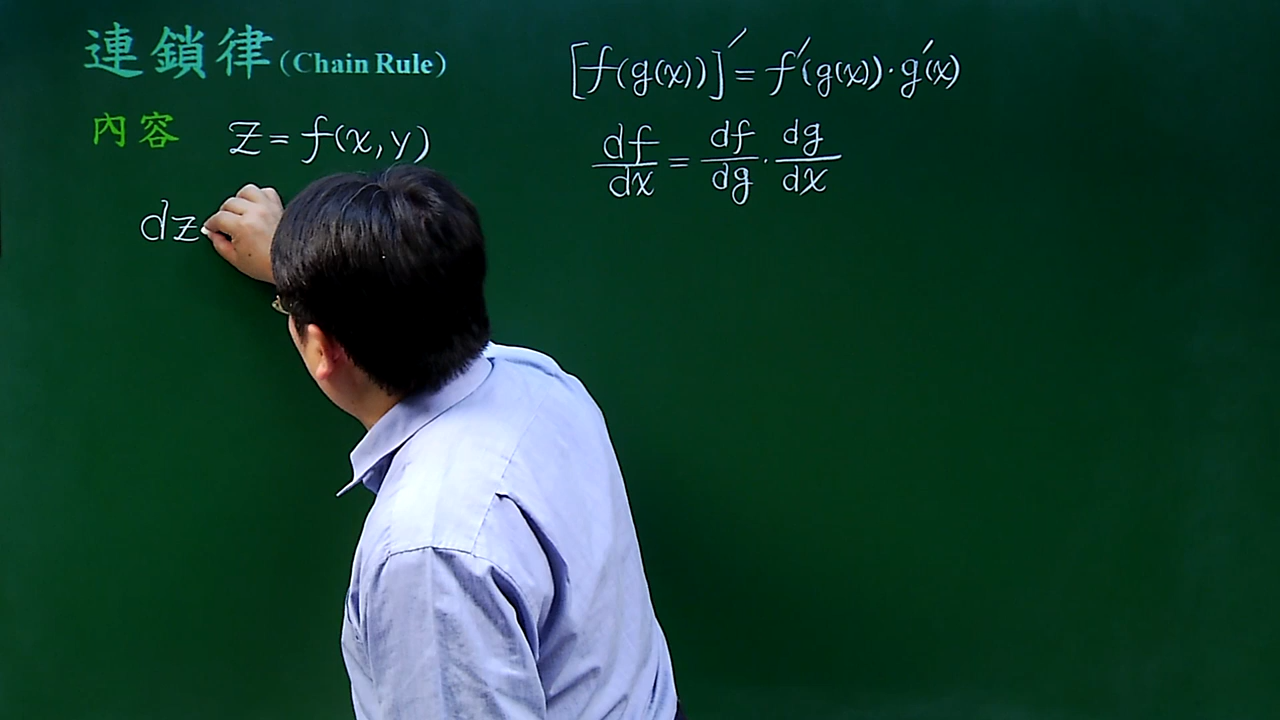 連鎖律(Chain Rule)
內容 z = f(x,y)
dz
[f(g(x))]′ = f′(g(x))·g′(x)
df/dx = df/dg · dg/dx